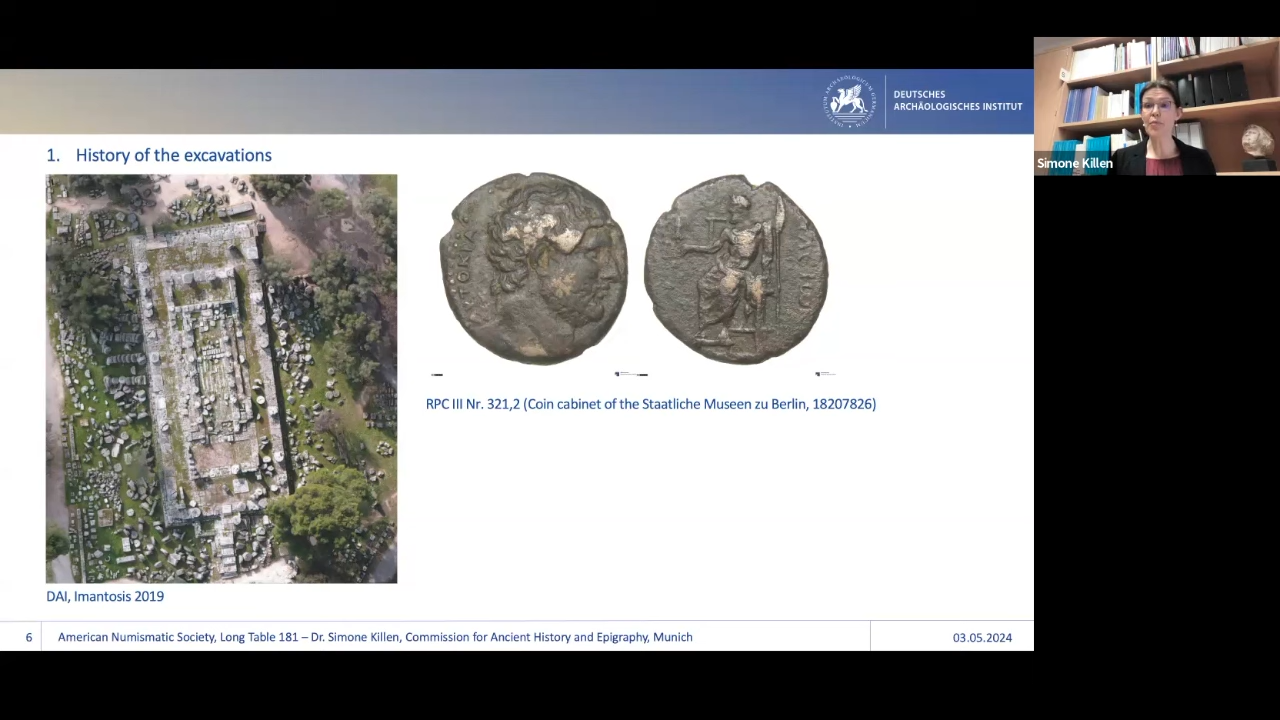 DEUTSCHES
ARCHÄOLOGISCHES INSTITUT
Simone Killen
1. History of the excavations
RPC III Nr. 321,2 (Coin cabinet of the Staatliche Museen zu Berlin, 18207826)
DAI, Imantosis 2019
6 American Numismatic Society, Long Table 181 – Dr. Simone Killen, Commission for Ancient History and Epigraphy, Munich 03.05.2024